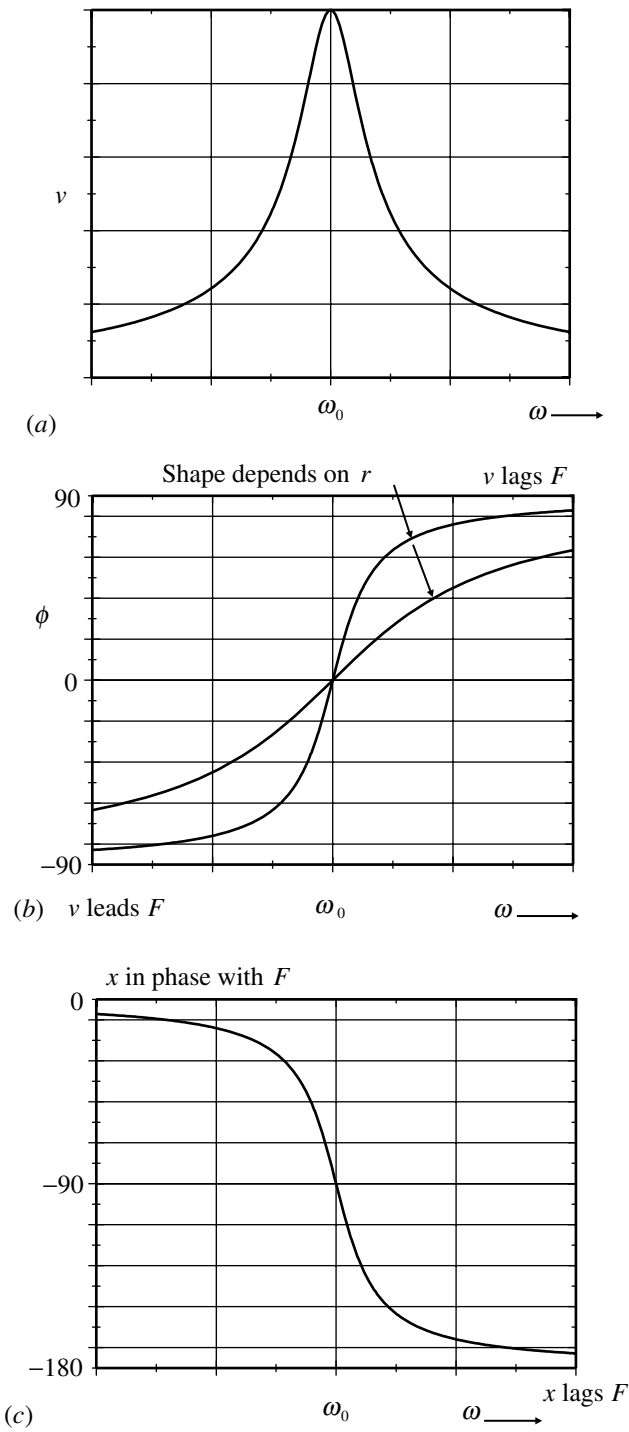 v
ω₀ ω
(a)
Shape depends on r v lags F
90
ϕ
0
−90
(b) v leads F ω₀ ω
x in phase with F
0
−90
−180
x lags F
(c) ω₀ ω